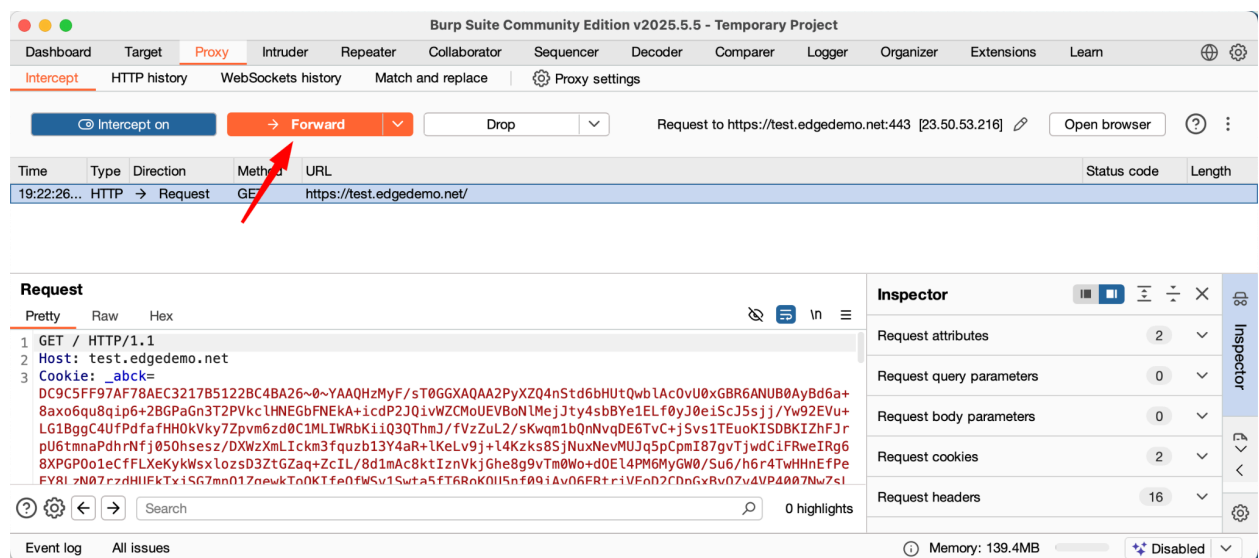 Burp Suite Community Edition v2025.5.5 - Temporary Project
Dashboard Target Proxy Intruder Repeater Collaborator Sequencer Decoder Comparer Logger Organizer Extensions Learn
Intercept HTTP history WebSockets history Match and replace Proxy settings
Intercept on → Forward Drop Request to https://test.edgedemo.net:443 [23.50.53.216] Open browser
Time Type Direction Method URL Status code Length
19:22:26... HTTP → Request GET https://test.edgedemo.net/
Request
Pretty Raw Hex \n
1 GET / HTTP/1.1
2 Host: test.edgedemo.net
3 Cookie: _abck=
DC9C5FF97AF78AEC3217B5122BC4BA26~0~YAAQHzMyF/sT0GGXAQAA2PyXZQ4nStd6bHUtQwblAcOvU0xGBR6ANUB0AyBd6a+
8axo6qu8qip6+2BGPaGn3T2PVkclHNEGbFNEkA+icdP2JQivWZCMoUEVBoNlMejJty4sbBYe1ELf0yJ0eiScJ5sjj/Yw92EVu+
LG1BggC4UfPdfafHHOkVky7Zpvm6zd0C1MLIWRbKiiQ3QThmJ/fVzZuL2/sKwqm1bQnNvqDE6TvC+jSvs1TEuoKISDBKIZhFJr
pU6tmnaPdhrNfj05Ohsesz/DXWzXmLIckm3fquzb13Y4aR+lKeLv9j+l4Kzks8SjNuxNevMUJq5pCpmI87gvTjwdCiFRweIRg6
8XPGPOo1eCfFLXeKykWsxlozsD3ZtGZaq+ZcIL/8d1mAc8ktIznVkjGhe8g9vTm0Wo+dOEl4PM6MyGW0/Su6/h6r4TwHHnEfPe
Search 0 highlights
Inspector
Request attributes 2
Request query parameters 0
Request body parameters 0
Request cookies 2
Request headers 16
Inspector
Event log All issues Memory: 139.4MB Disabled